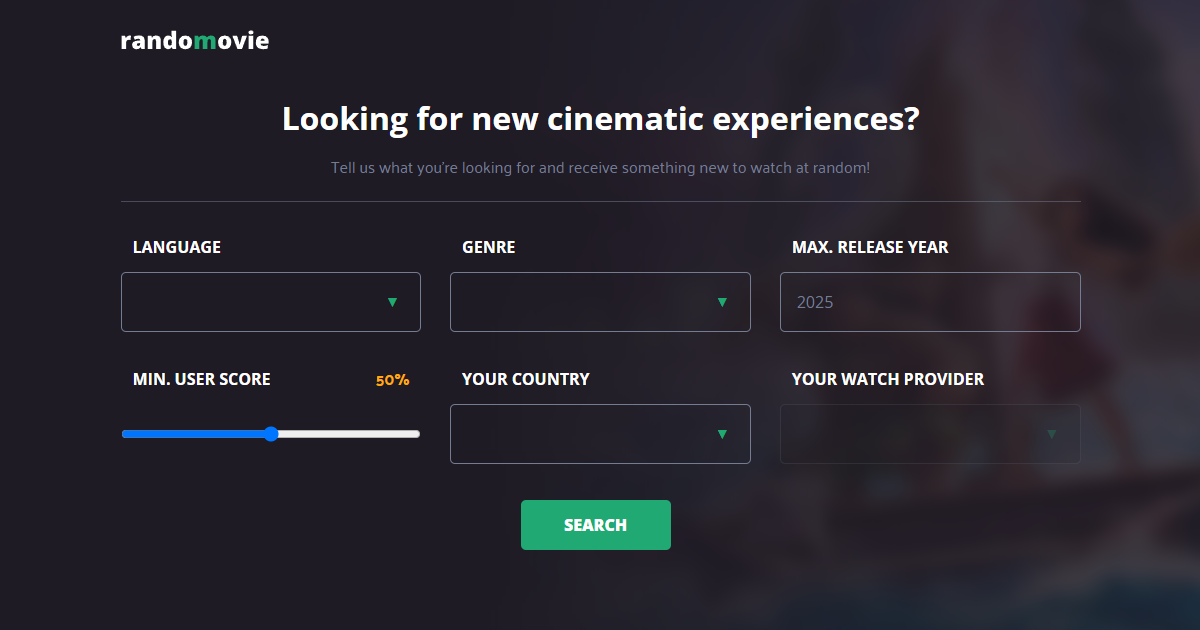 randomovie
Looking for new cinematic experiences?
Tell us what you're looking for and receive something new to watch at random!
LANGUAGE GENRE MAX. RELEASE YEAR
2025
MIN. USER SCORE 50% YOUR COUNTRY YOUR WATCH PROVIDER
SEARCH